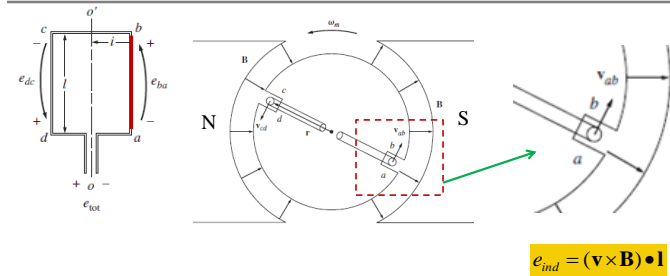 o'
c b
− i +
e_dc l e_ba
+ −
d a
+ o −
e_tot
ω_m
N
S
B
c
d
v_cd
r
B
v_ab
b
a
v_ab
b
a
e_ind = (v × B) • l